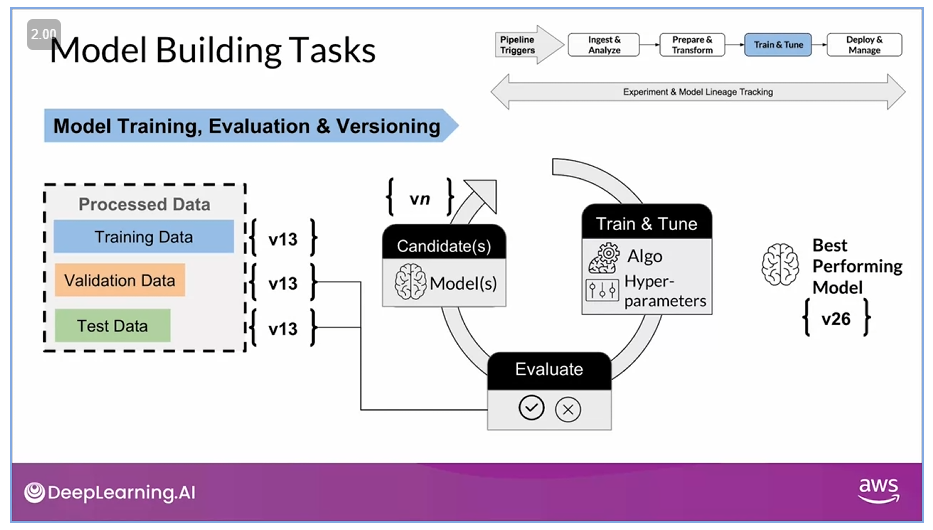 2.00
Model Building Tasks
Pipeline
Triggers
Ingest &
Analyze
Prepare &
Transform
Train & Tune
Deploy &
Manage
Experiment & Model Lineage Tracking
Model Training, Evaluation & Versioning
Processed Data
Training Data
{ v13 }
Validation Data
{ v13 }
Test Data
{ v13 }
{ vn }
Candidate(s)
Model(s)
Train & Tune
Algo
Hyper-
parameters
Evaluate
Best
Performing
Model
{ v26 }
DeepLearning.AI
aws